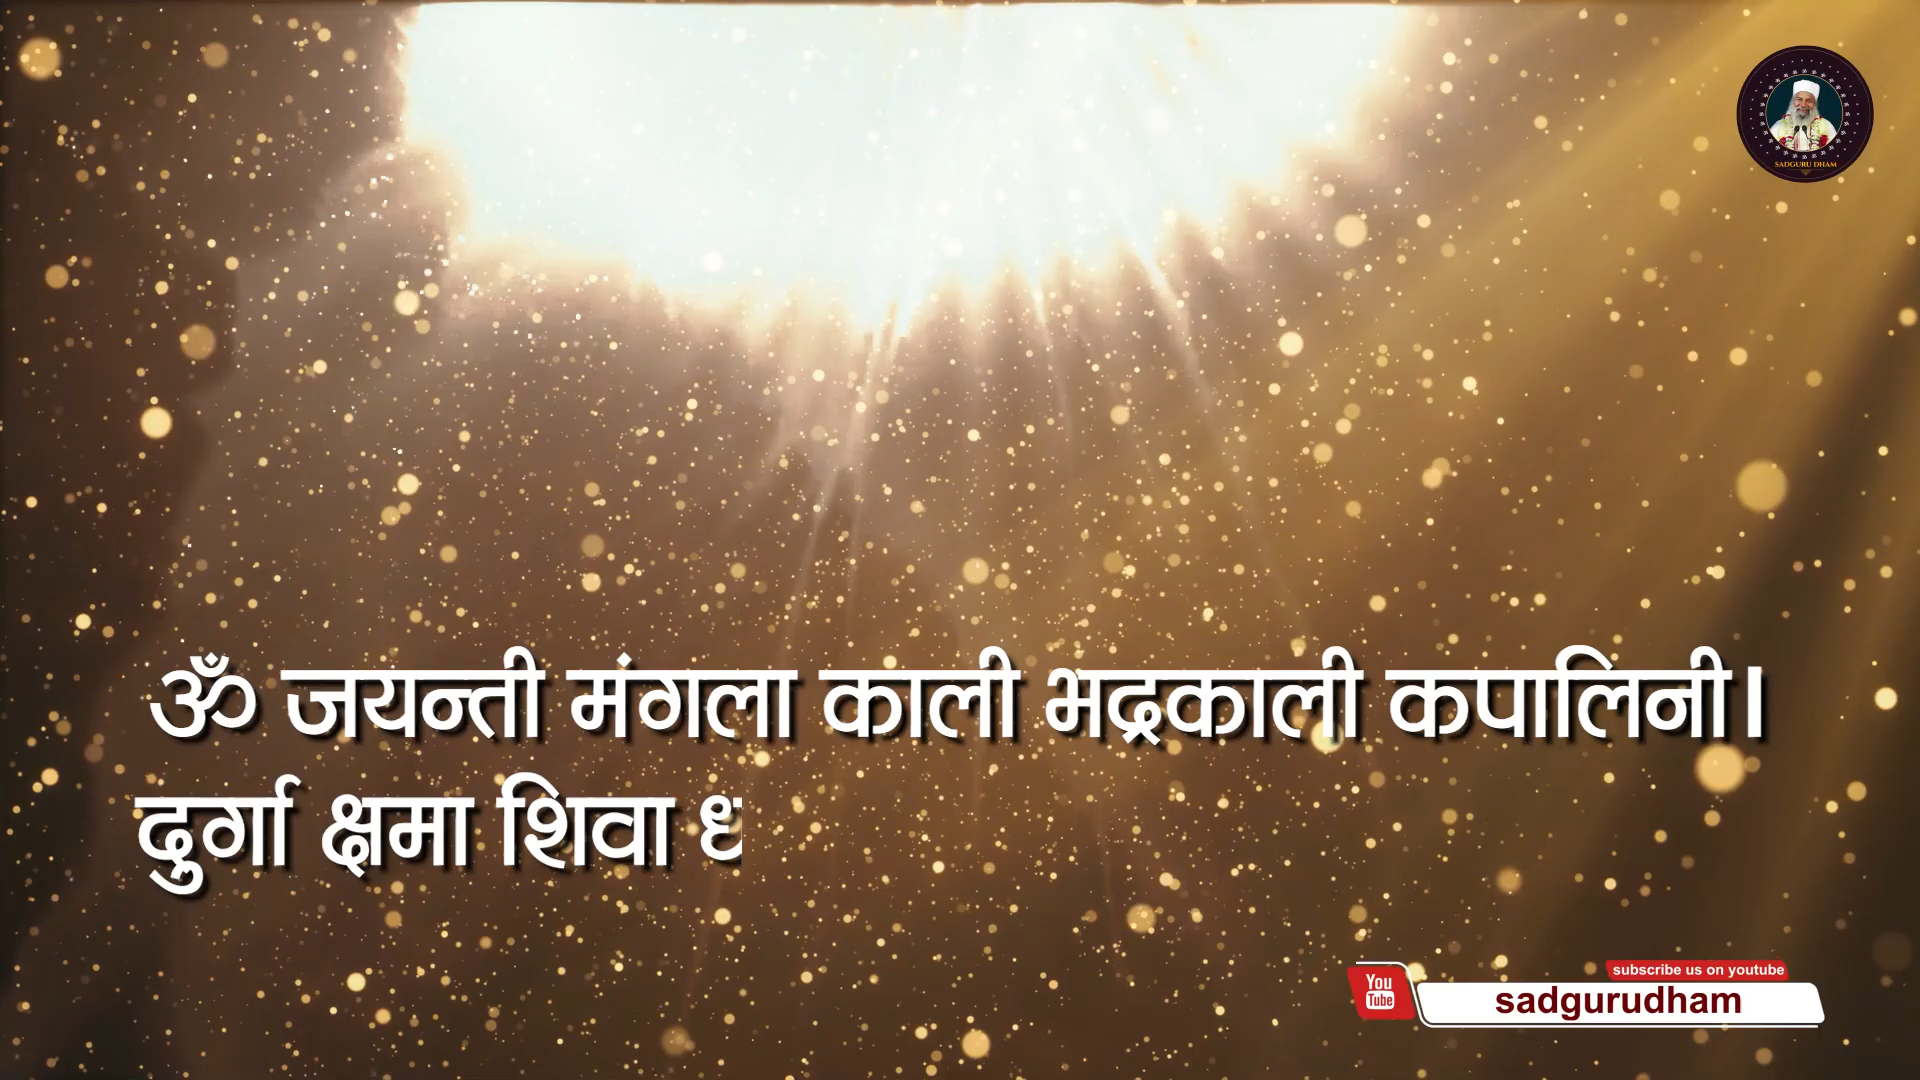 SADGURU DHAM
ॐ जयन्ती मंगला काली भद्रकाली कपालिनी।
दुर्गा क्षमा शिवा
subscribe us on youtube
You
Tube
sadgurudham